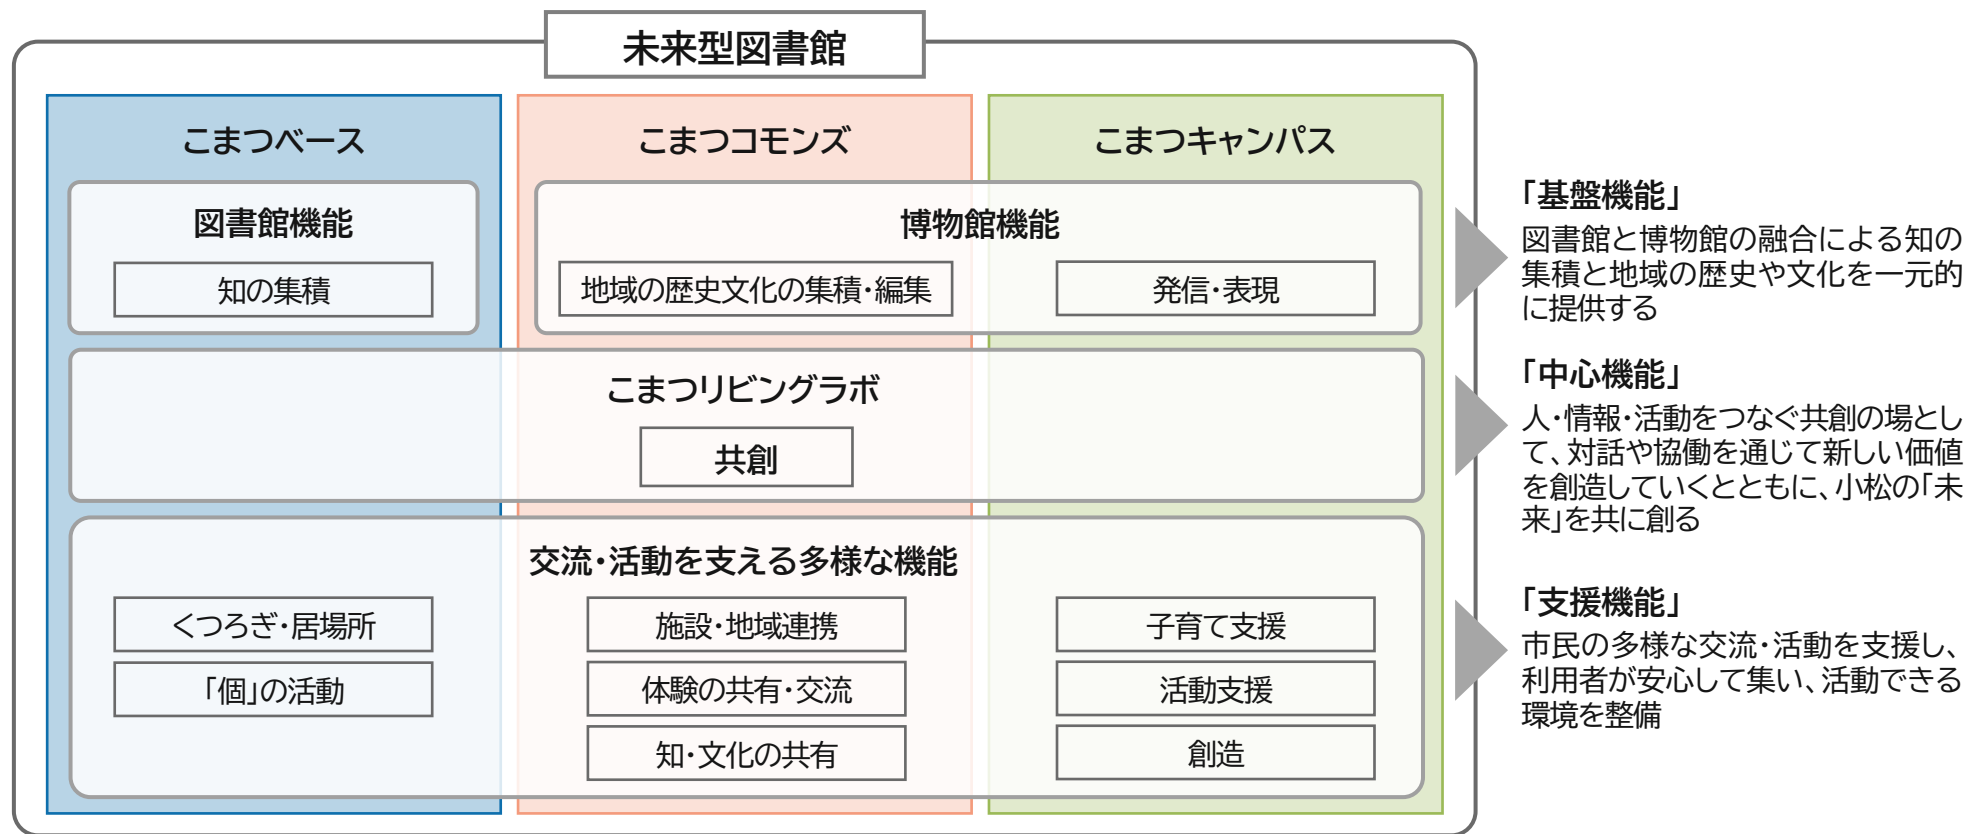 未来型図書館
こまつベース
こまつコモンズ
こまつキャンパス
図書館機能
知の集積
博物館機能
地域の歴史文化の集積・編集
発信・表現
「基盤機能」
図書館と博物館の融合による知の
集積と地域の歴史や文化を一元的
に提供する
こまつリビングラボ
共創
「中心機能」
人・情報・活動をつなぐ共創の場とし
て、対話や協働を通じて新しい価値
を創造していくとともに、小松の「未
来」を共に創る
交流・活動を支える多様な機能
くつろぎ・居場所
「個」の活動
施設・地域連携
体験の共有・交流
知・文化の共有
子育て支援
活動支援
創造
「支援機能」
市民の多様な交流・活動を支援し、
利用者が安心して集い、活動できる
環境を整備